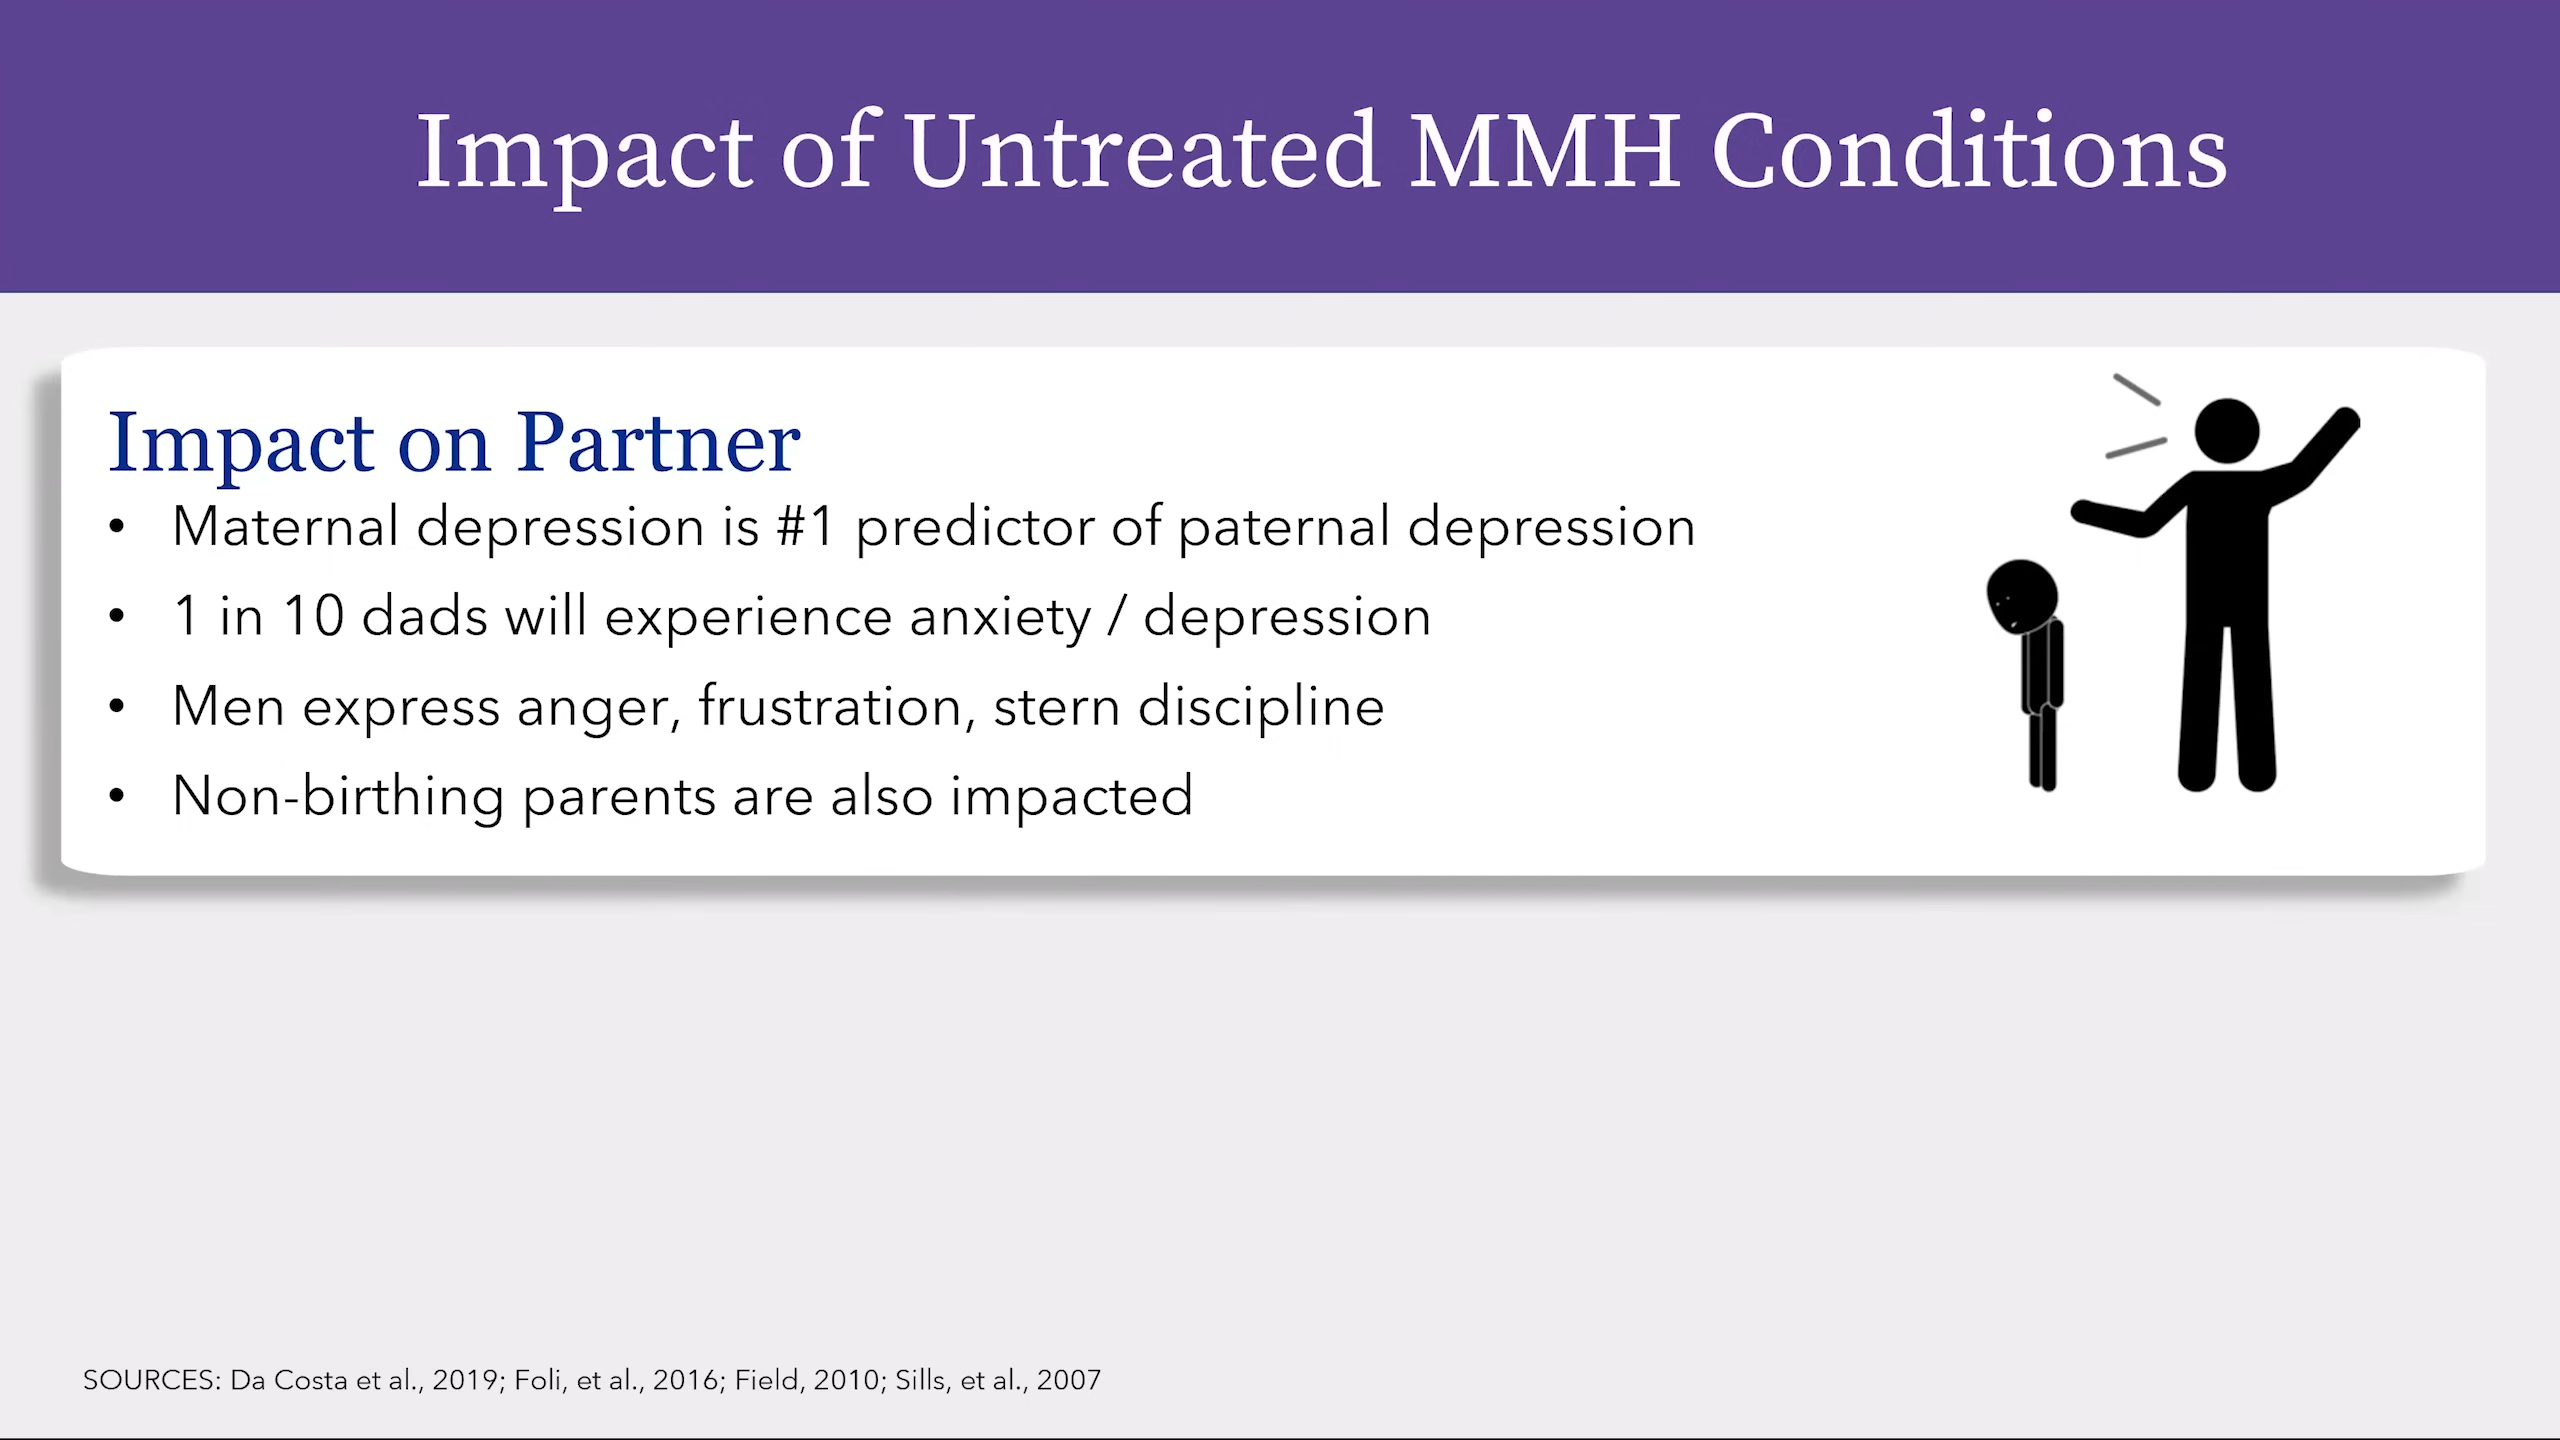 Impact of Untreated MMH Conditions
Impact on Partner
• Maternal depression is #1 predictor of paternal depression
• 1 in 10 dads will experience anxiety / depression
• Men express anger, frustration, stern discipline
• Non-birthing parents are also impacted
SOURCES: Da Costa et al., 2019; Foli, et al., 2016; Field, 2010; Sills, et al., 2007